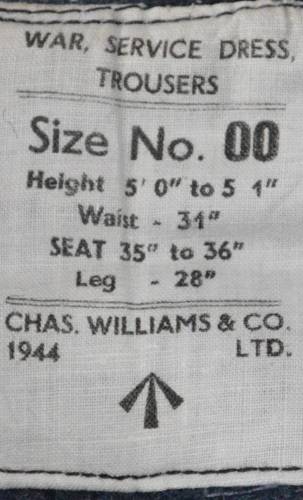 WAR, SERVICE DRESS,
TROUSERS
Size No. 00
Height 5' 0" to 5 1"
Waist - 31"
SEAT 35" to 36"
Leg - 28"
CHAS. WILLIAMS & CO.
1944 LTD.